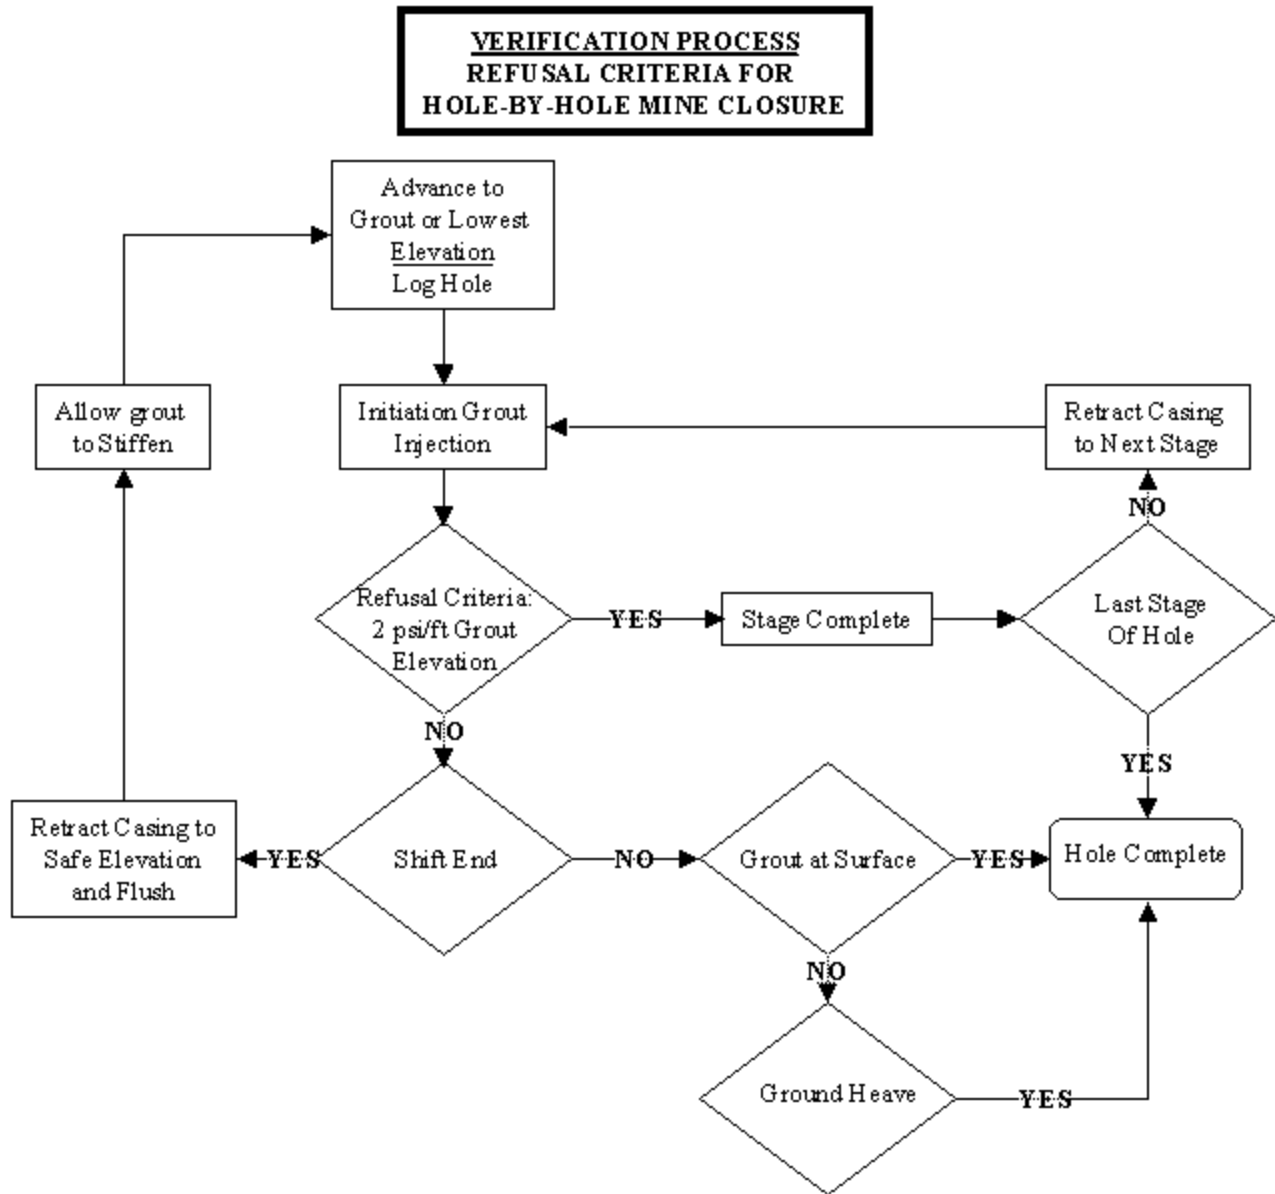 VERIFICATION PROCESS
REFUSAL CRITERIA FOR
HOLE-BY-HOLE MINE CLOSURE
Advance to
Grout or Lowest
Elevation
Log Hole
Allow grout
to Stiffen
Initiation Grout
Injection
Retract Casing
to Next Stage
NO
Refusal Criteria:
2 psi/ft Grout
Elevation
YES
Stage Complete
Last Stage
Of Hole
NO
YES
Retract Casing to
Safe Elevation
and Flush
YES
Shift End
NO
Grout at Surface
YES
Hole Complete
NO
Ground Heave
YES